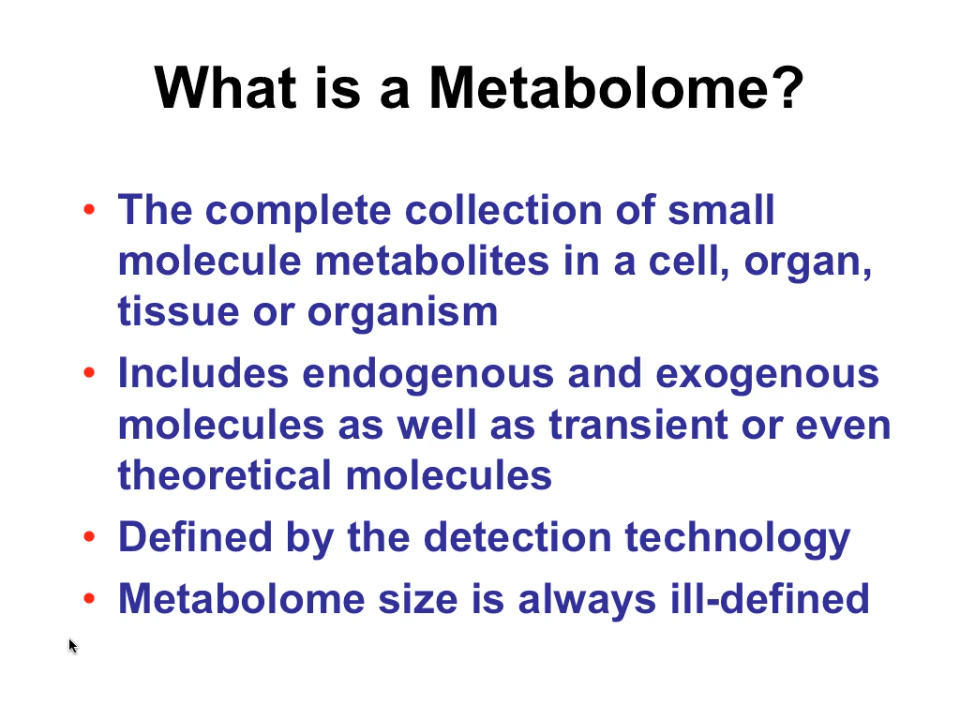 What is a Metabolome?
• The complete collection of small
molecule metabolites in a cell, organ,
tissue or organism
• Includes endogenous and exogenous
molecules as well as transient or even
theoretical molecules
• Defined by the detection technology
• Metabolome size is always ill-defined